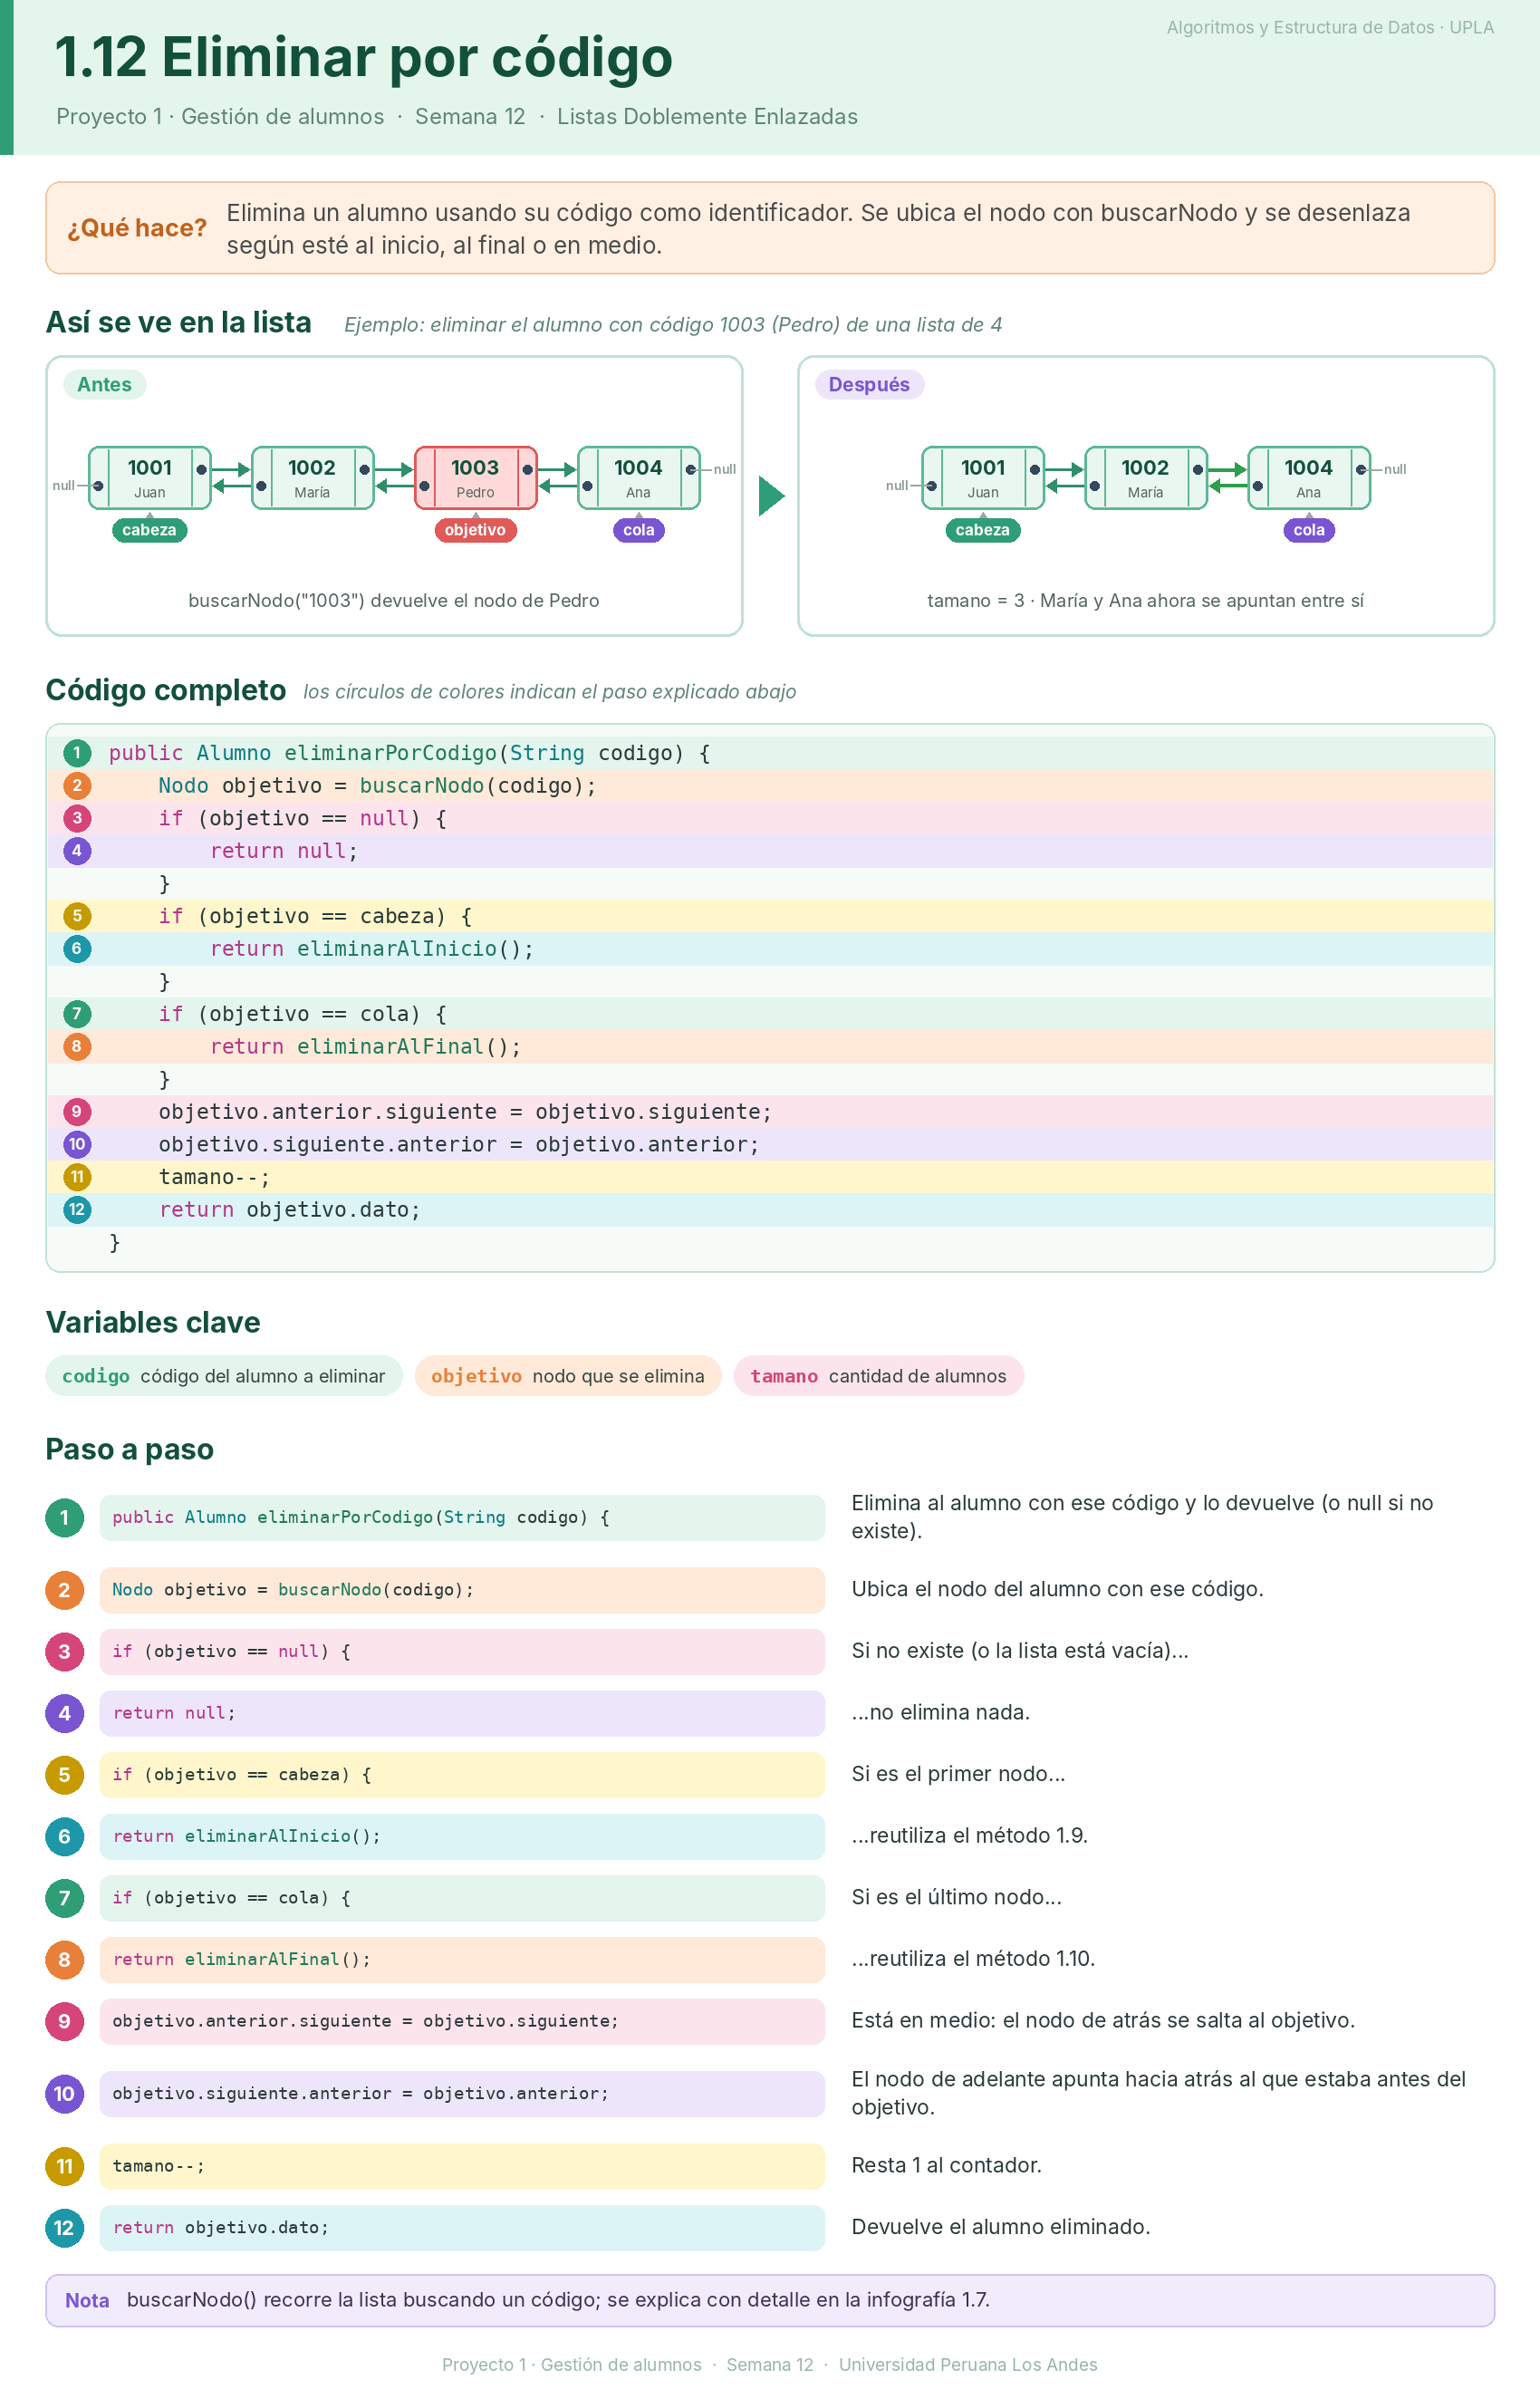 Algoritmos y Estructura de Datos · UPLA
1.12 Eliminar por código
Proyecto 1 · Gestión de alumnos · Semana 12 · Listas Doblemente Enlazadas
¿Qué hace?
Elimina un alumno usando su código como identificador. Se ubica el nodo con buscarNodo y se desenlaza
según esté al inicio, al final o en medio.
Así se ve en la lista
Ejemplo: eliminar el alumno con código 1003 (Pedro) de una lista de 4
Antes
null
1001
Juan
1002
María
1003
Pedro
1004
Ana
null
cabeza
objetivo
cola
buscarNodo("1003") devuelve el nodo de Pedro
Después
null
1001
Juan
1002
María
1004
Ana
null
cabeza
cola
tamano = 3 · María y Ana ahora se apuntan entre sí
Código completo
los círculos de colores indican el paso explicado abajo
1 public Alumno eliminarPorCodigo(String codigo) {
2 Nodo objetivo = buscarNodo(codigo);
3 if (objetivo == null) {
4 return null;
}
5 if (objetivo == cabeza) {
6 return eliminarAlInicio();
}
7 if (objetivo == cola) {
8 return eliminarAlFinal();
}
9 objetivo.anterior.siguiente = objetivo.siguiente;
10 objetivo.siguiente.anterior = objetivo.anterior;
11 tamano--;
12 return objetivo.dato;
}
Variables clave
codigo código del alumno a eliminar
objetivo nodo que se elimina
tamano cantidad de alumnos
Paso a paso
1 public Alumno eliminarPorCodigo(String codigo) {
Elimina al alumno con ese código y lo devuelve (o null si no
existe).
2 Nodo objetivo = buscarNodo(codigo);
Ubica el nodo del alumno con ese código.
3 if (objetivo == null) {
Si no existe (o la lista está vacía)...
4 return null;
...no elimina nada.
5 if (objetivo == cabeza) {
Si es el primer nodo...
6 return eliminarAlInicio();
...reutiliza el método 1.9.
7 if (objetivo == cola) {
Si es el último nodo...
8 return eliminarAlFinal();
...reutiliza el método 1.10.
9 objetivo.anterior.siguiente = objetivo.siguiente;
Está en medio: el nodo de atrás se salta al objetivo.
10 objetivo.siguiente.anterior = objetivo.anterior;
El nodo de adelante apunta hacia atrás al que estaba antes del
objetivo.
11 tamano--;
Resta 1 al contador.
12 return objetivo.dato;
Devuelve el alumno eliminado.
Nota buscarNodo() recorre la lista buscando un código; se explica con detalle en la infografía 1.7.
Proyecto 1 · Gestión de alumnos · Semana 12 · Universidad Peruana Los Andes